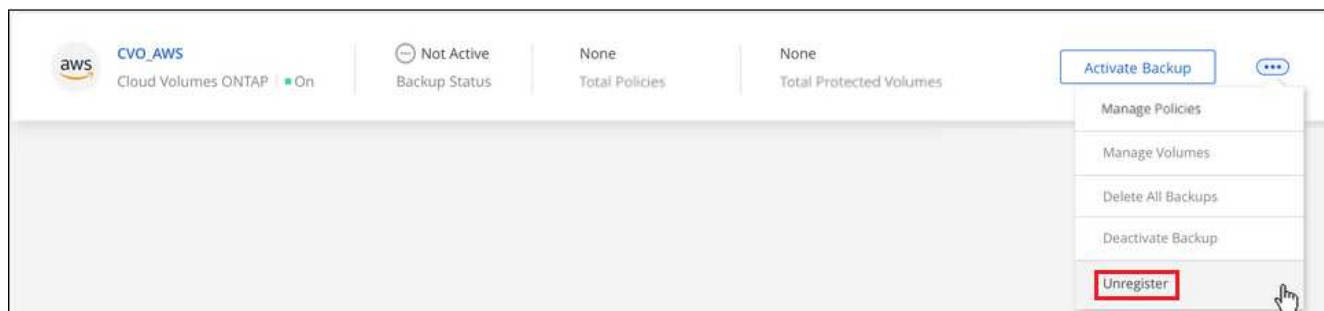 aws
CVO_AWS
Cloud Volumes ONTAP
On
Not Active
Backup Status
None
Total Policies
None
Total Protected Volumes
Activate Backup
Manage Policies
Manage Volumes
Delete All Backups
Deactivate Backup
Unregister